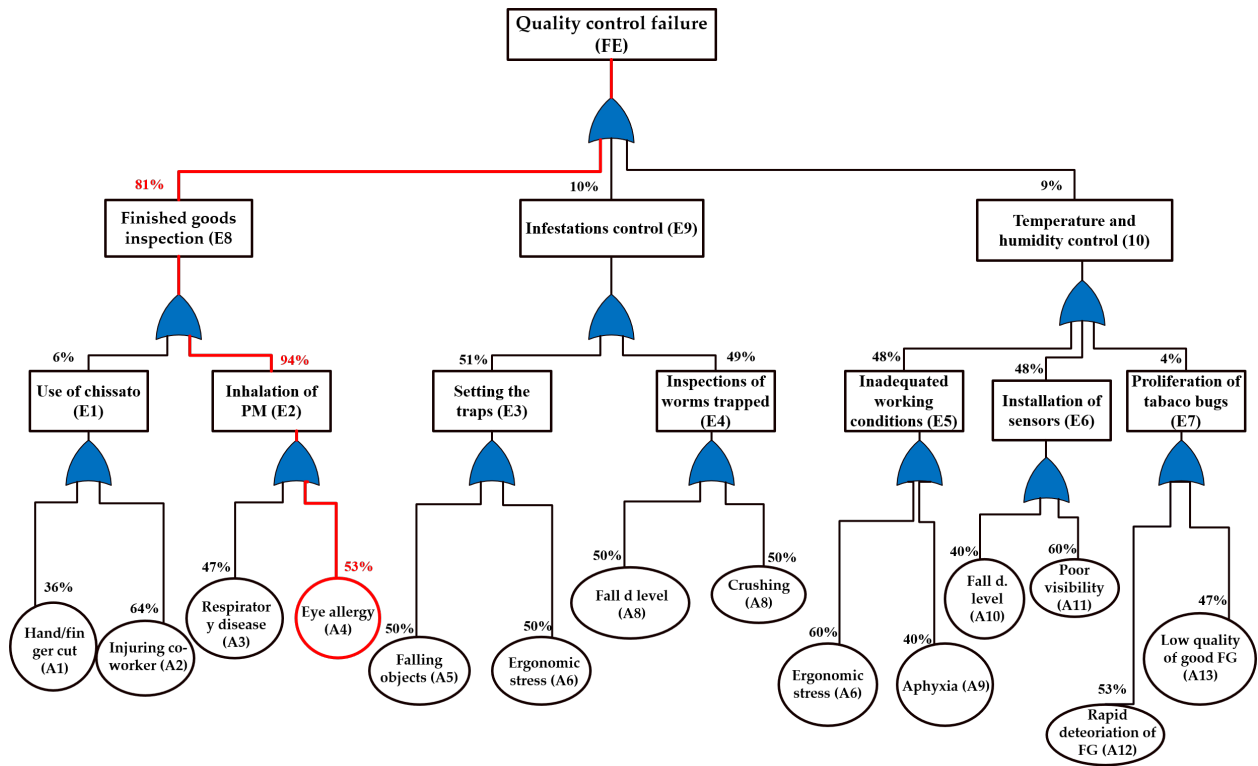 Quality control failure
(FE)
81%
10%
9%
Finished goods
inspection (E8
Infestations control (E9)
Temperature and
humidity control (10)
6%
94%
51%
49%
48%
48%
4%
Use of chissato
(E1)
Inhalation of
PM (E2)
Setting the
traps (E3)
Inspections of
worms trapped
(E4)
Inadequated
working
conditions (E5)
Installation of
sensors (E6)
Proliferation of
tabaco bugs
(E7)
36%
64%
47%
53%
50%
50%
50%
50%
60%
40%
40%
60%
53%
47%
Hand/fin
ger cut
(A1)
Injuring co-
worker (A2)
Respirator
y disease
(A3)
Eye allergy
(A4)
Falling
objects (A5)
Ergonomic
stress (A6)
Fall d level
(A8)
Crushing
(A8)
Ergonomic
stress (A6)
Aphyxia (A9)
Fall d.
level
(A10)
Poor
visibility
(A11)
Rapid
deteoriation of
FG (A12)
Low quality
of good FG
(A13)